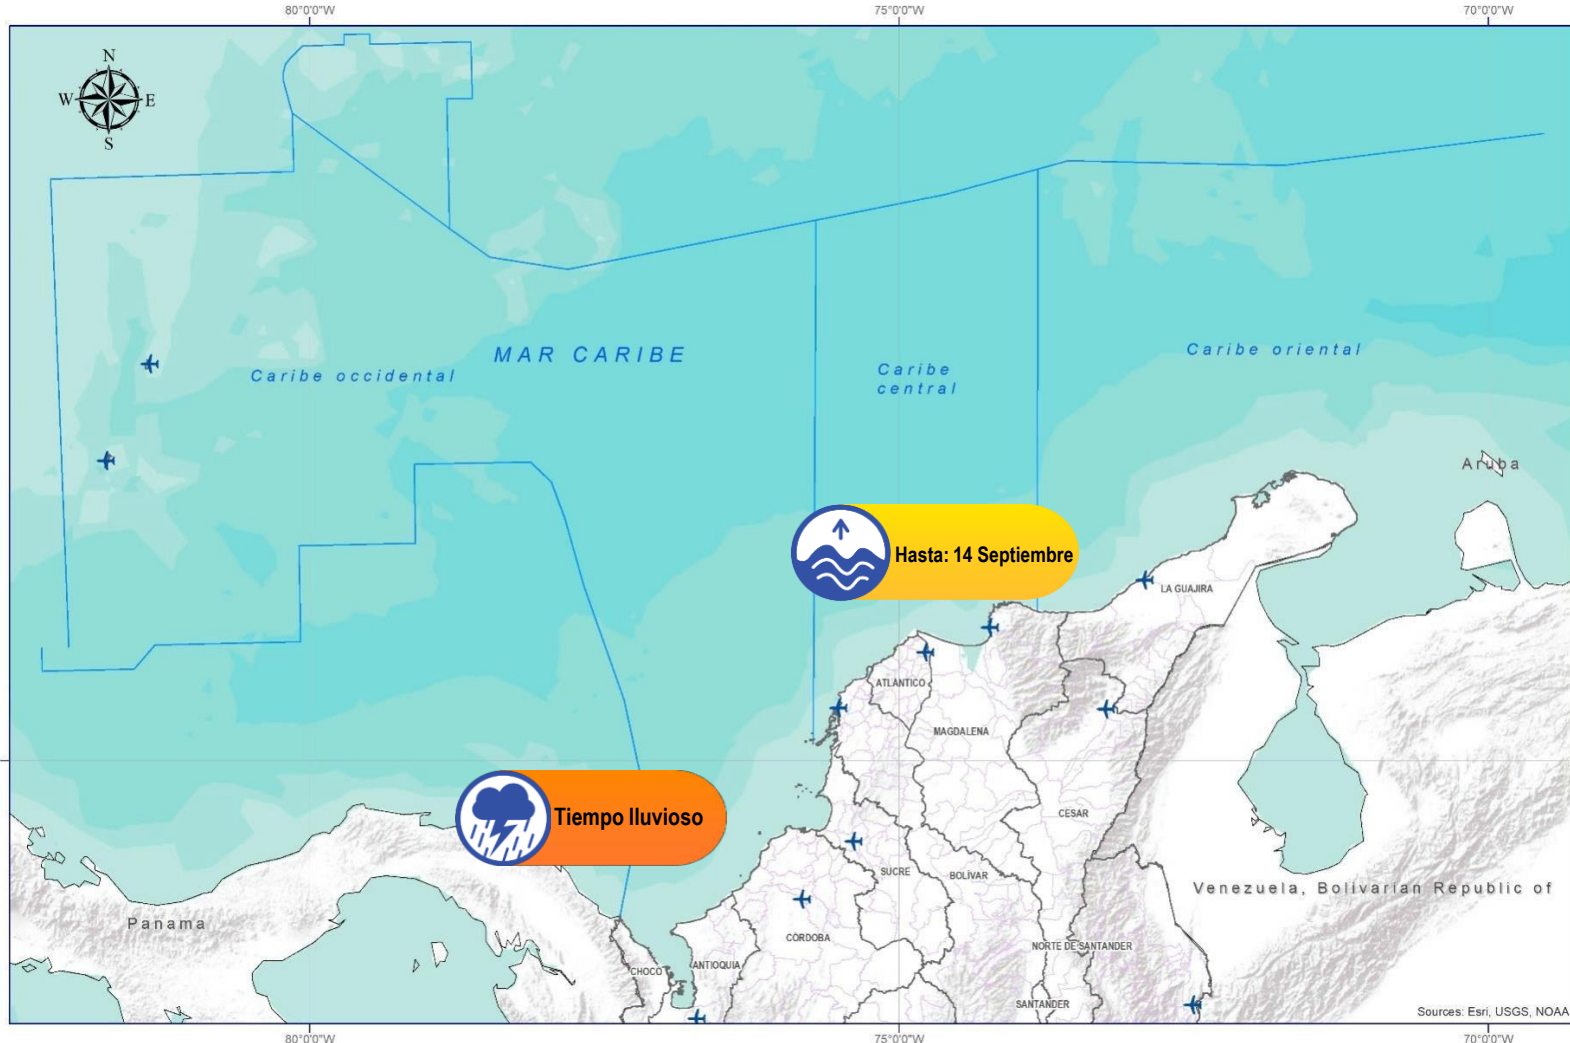 80°0'0"W
75°0'0"W
70°0'0"W
N
W
E
S
MAR CARIBE
Caribe occidental
Caribe
central
Caribe oriental
Aruba
Hasta: 14 Septiembre
LA GUAJIRA
ATLANTICO
MAGDALENA
Tiempo lluvioso
CESAR
SUCRE
BOLÍVAR
Venezuela, Bolivarian Republic of
Panama
CÓRDOBA
NORTE DE SANTANDER
CHOCO
ANTIOQUIA
SANTANDER
Sources: Esri, USGS, NOAA
80°0'0"W
75°0'0"W
70°0'0"W